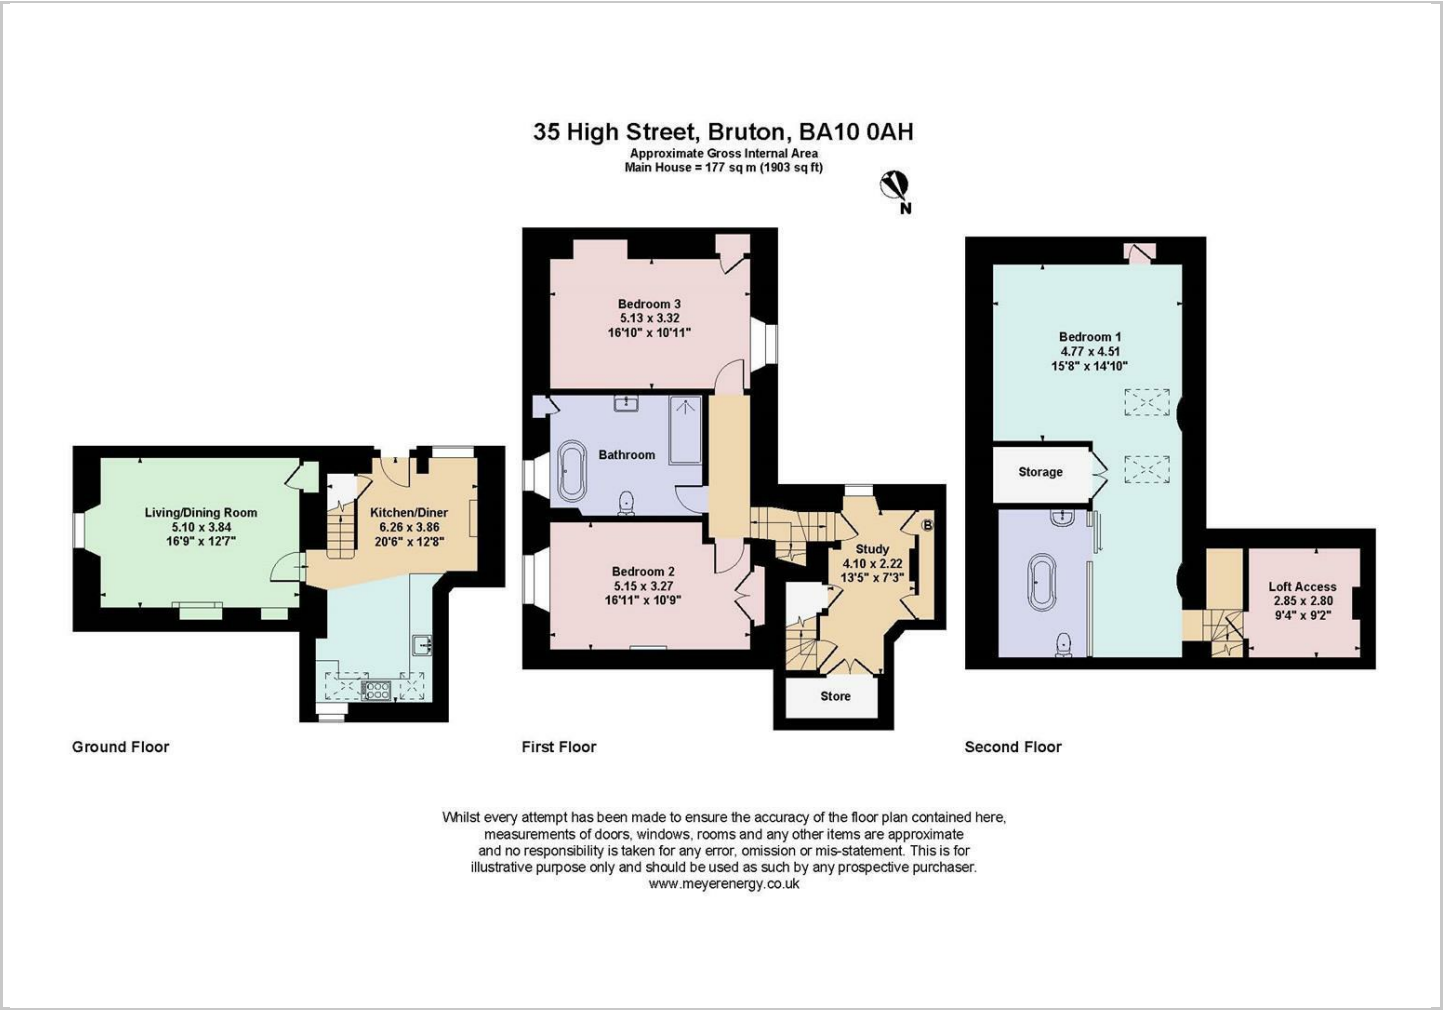 35 High Street, Bruton, BA10 0AH
Approximate Gross Internal Area
Main House = 177 sq m (1903 sq ft)
N
Living/Dining Room
5.10 x 3.84
16'9" x 12'7"
Kitchen/Diner
6.26 x 3.86
20'6" x 12'8"
Ground Floor
Bedroom 3
5.13 x 3.32
16'10" x 10'11"
Bathroom
Bedroom 2
5.15 x 3.27
16'11" x 10'9"
Study
4.10 x 2.22
13'5" x 7'3"
B
Store
First Floor
Bedroom 1
4.77 x 4.51
15'8" x 14'10"
Storage
Loft Access
2.85 x 2.80
9'4" x 9'2"
Second Floor
Whilst every attempt has been made to ensure the accuracy of the floor plan contained here,
measurements of doors, windows, rooms and any other items are approximate
and no responsibility is taken for any error, omission or mis-statement. This is for
illustrative purpose only and should be used as such by any prospective purchaser.
www.meyerenergy.co.uk